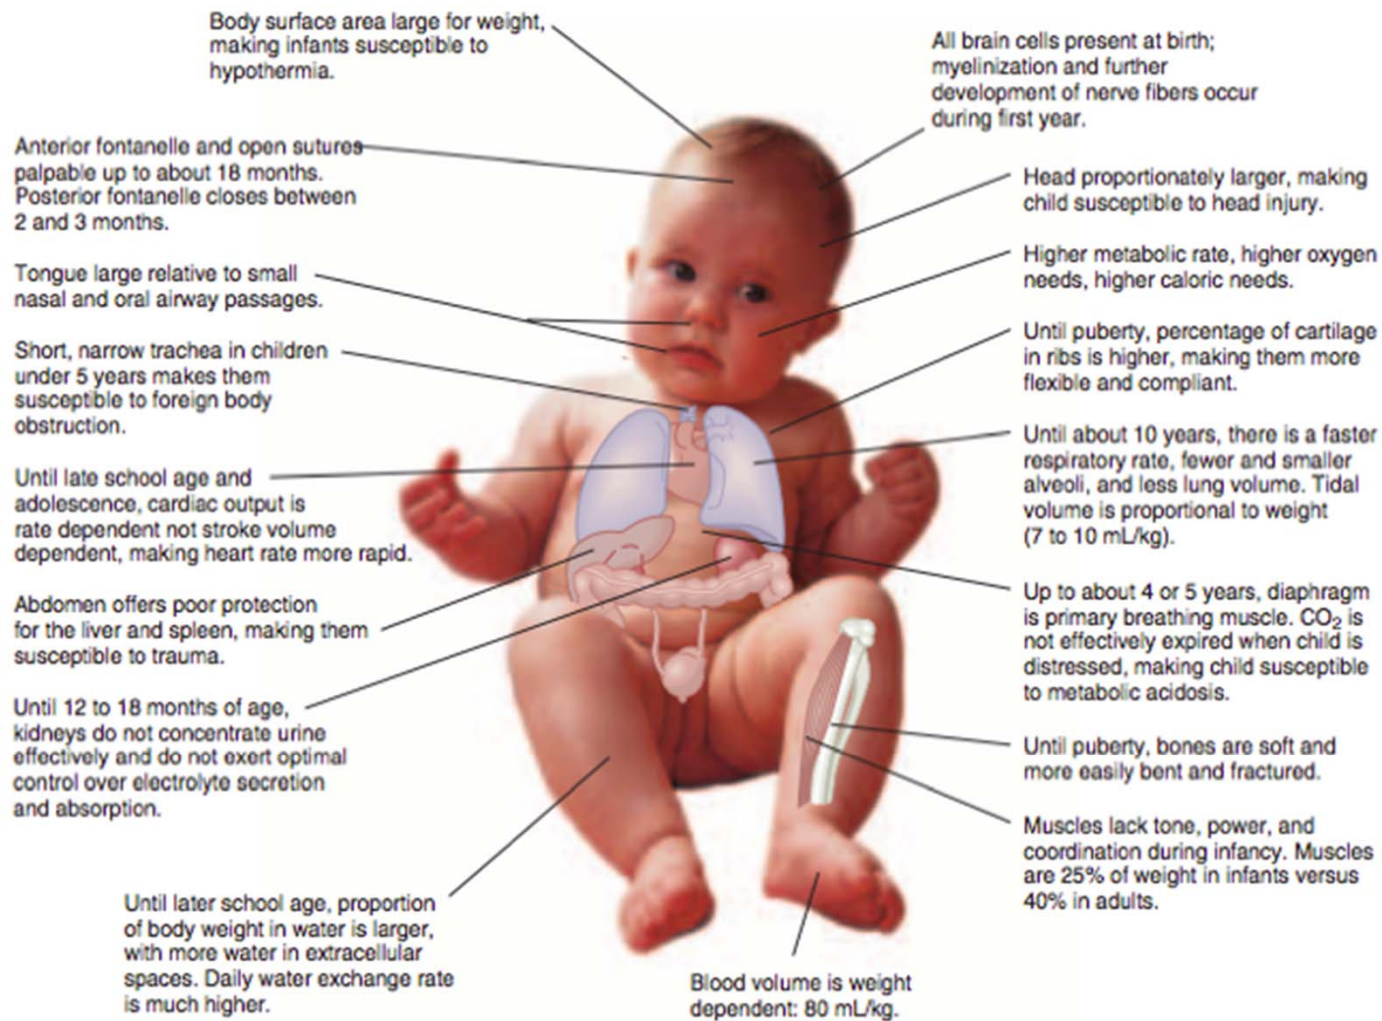 Body surface area large for weight,
making infants susceptible to
hypothermia.
Anterior fontanelle and open sutures
palpable up to about 18 months.
Posterior fontanelle closes between
2 and 3 months.
Tongue large relative to small
nasal and oral airway passages.
Short, narrow trachea in children
under 5 years makes them
susceptible to foreign body
obstruction.
Until late school age and
adolescence, cardiac output is
rate dependent not stroke volume
dependent, making heart rate more rapid.
Abdomen offers poor protection
for the liver and spleen, making them
susceptible to trauma.
Until 12 to 18 months of age,
kidneys do not concentrate urine
effectively and do not exert optimal
control over electrolyte secretion
and absorption.
Until later school age, proportion
of body weight in water is larger,
with more water in extracellular
spaces. Daily water exchange rate
is much higher.
All brain cells present at birth;
myelinization and further
development of nerve fibers occur
during first year.
Head proportionately larger, making
child susceptible to head injury.
Higher metabolic rate, higher oxygen
needs, higher caloric needs.
Until puberty, percentage of cartilage
in ribs is higher, making them more
flexible and compliant.
Until about 10 years, there is a faster
respiratory rate, fewer and smaller
alveoli, and less lung volume. Tidal
volume is proportional to weight
(7 to 10 mL/kg).
Up to about 4 or 5 years, diaphragm
is primary breathing muscle. CO₂ is
not effectively expired when child is
distressed, making child susceptible
to metabolic acidosis.
Until puberty, bones are soft and
more easily bent and fractured.
Muscles lack tone, power, and
coordination during infancy. Muscles
are 25% of weight in infants versus
40% in adults.
Blood volume is weight
dependent: 80 mL/kg.